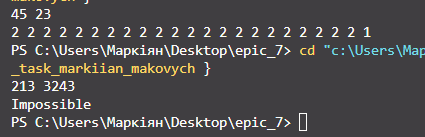 makovych }
45 23
2 2 2 2 2 2 2 2 2 2 2 2 2 2 2 2 2 2 2 2 2 2 1
PS C:\Users\Маркіян\Desktop\epic_7> cd "c:\Users\Мар
_task_markiian_makovych }
213 3243
Impossible
PS C:\Users\Маркіян\Desktop\epic_7>